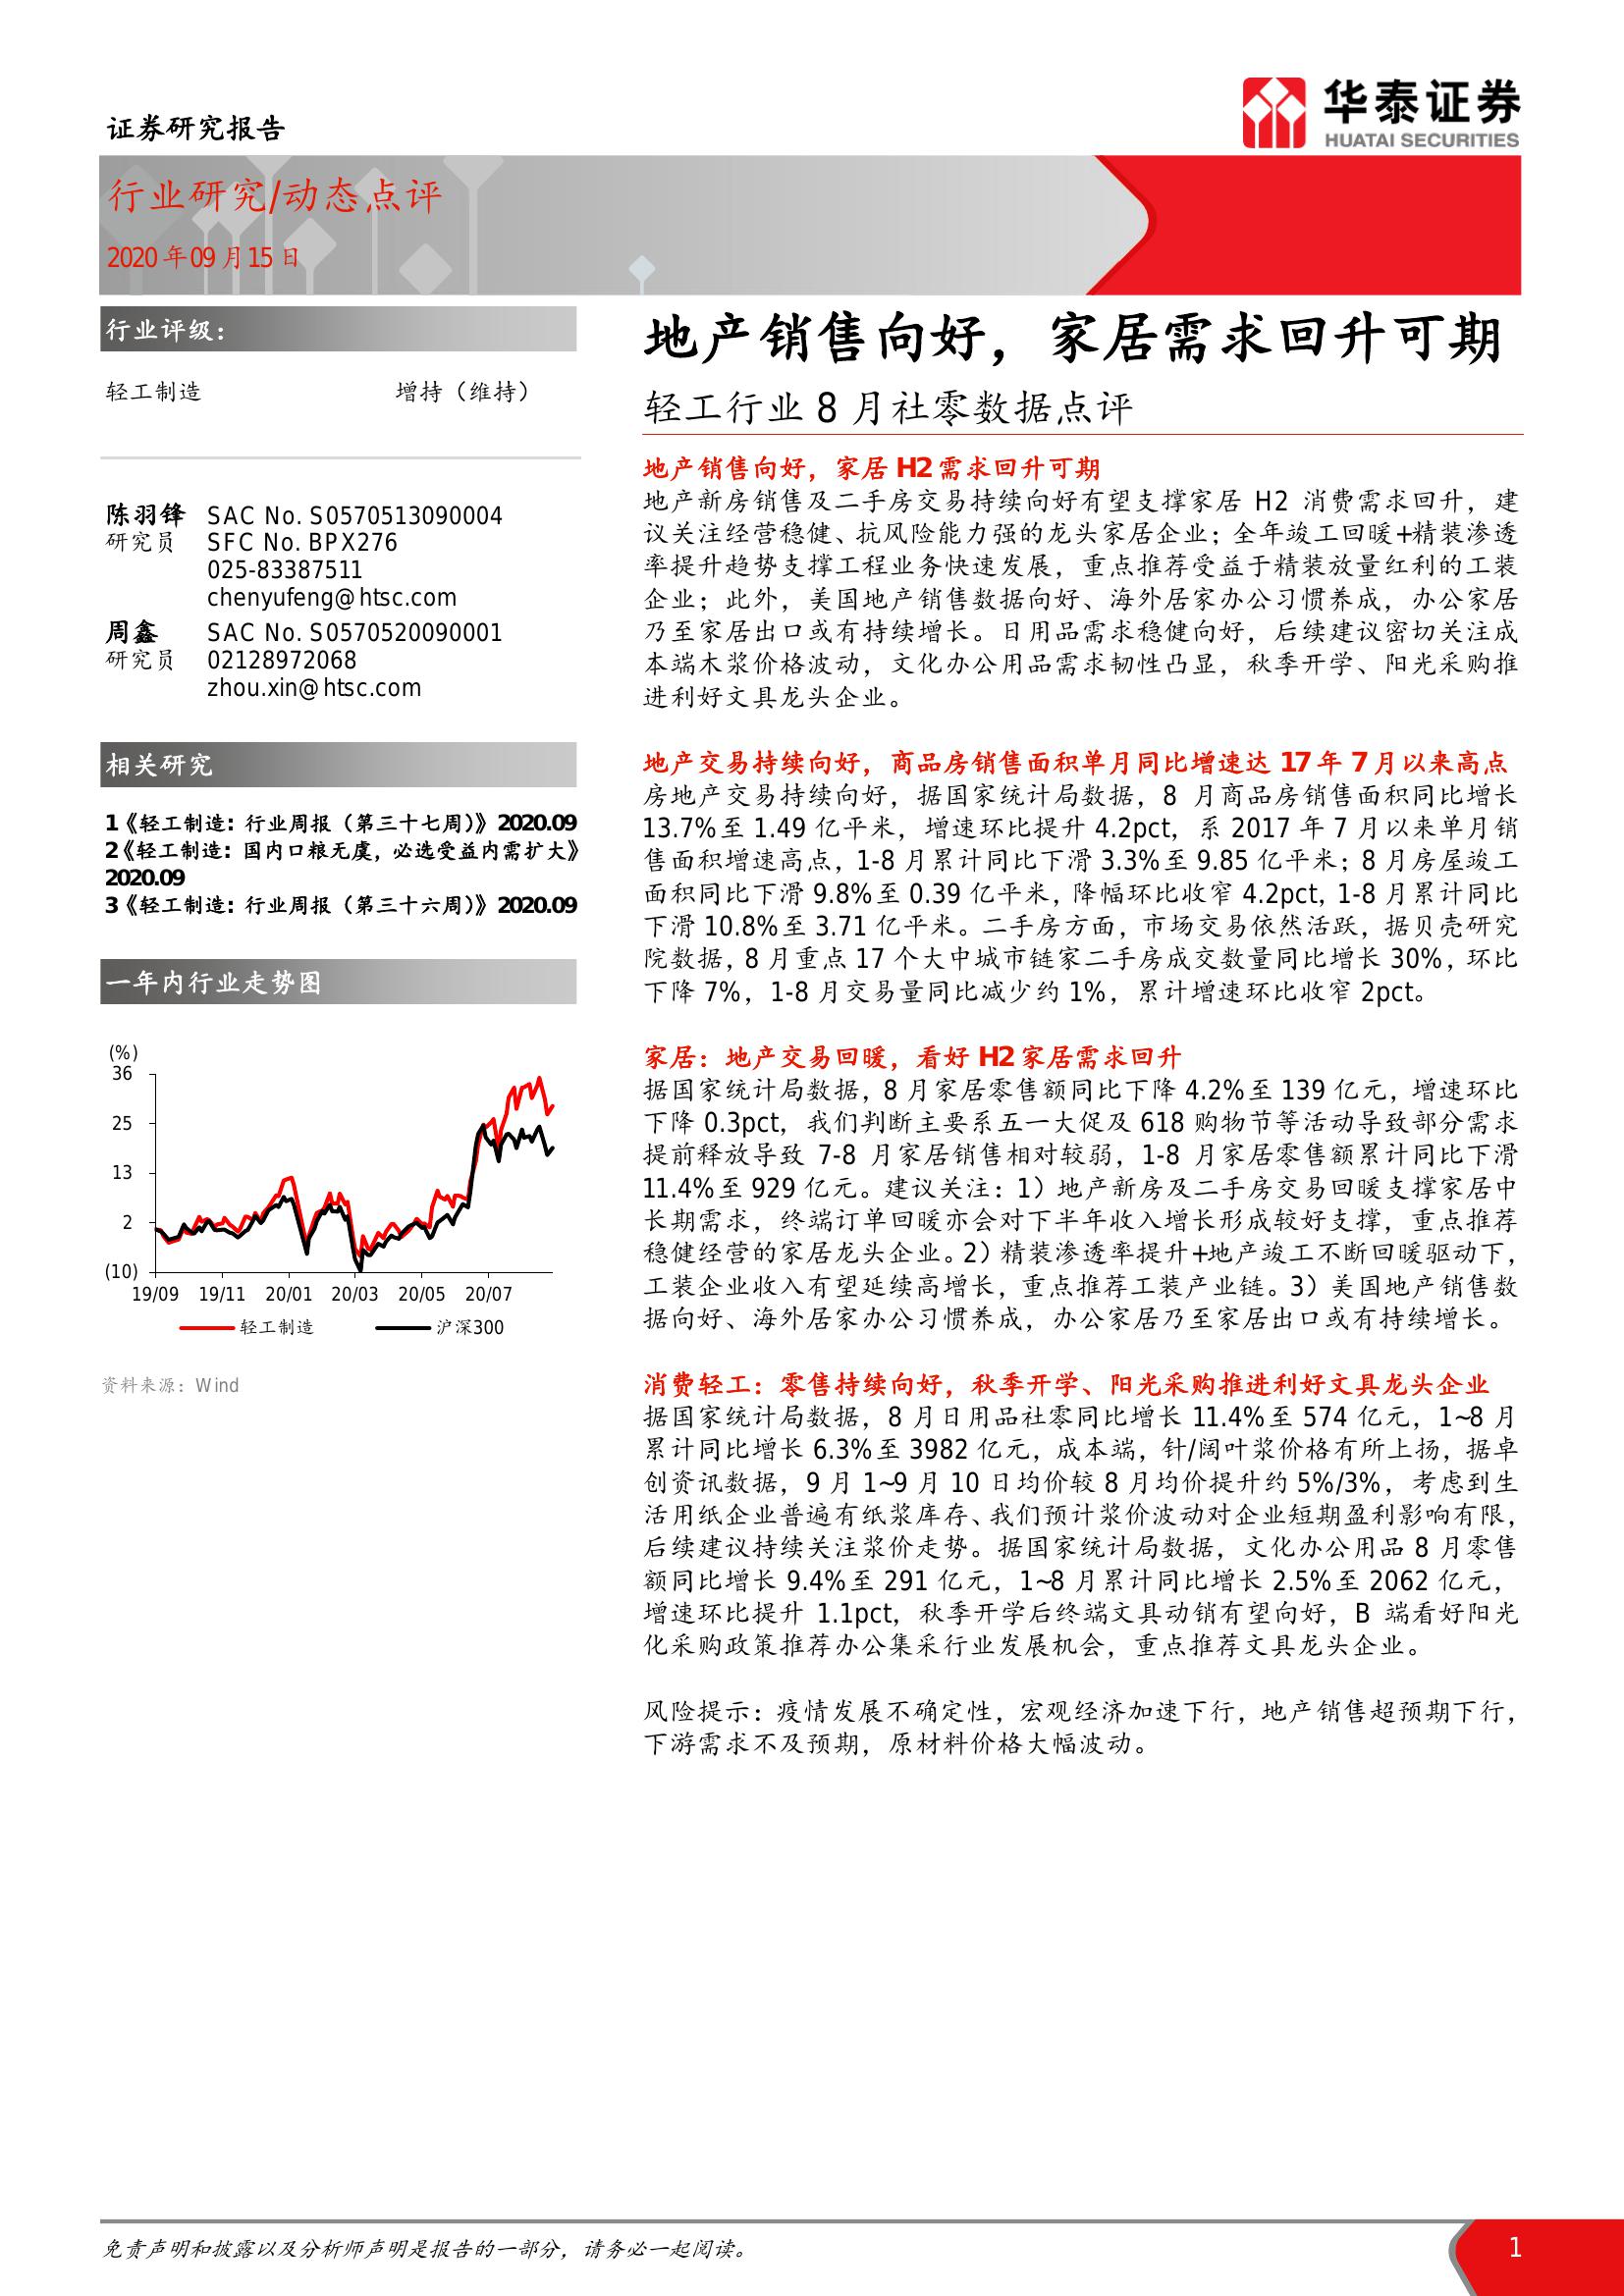 证券研究报告
华泰证券
HUATAI SECURITIES
行业研究/动态点评
2020年09月15日
行业评级：
轻工制造 增持（维持）
陈羽锋 SAC No. S0570513090004
研究员 SFC No. BPX276
025-83387511
chenyufeng@htsc.com
周鑫 SAC No. S0570520090001
研究员 02128972068
zhou.xin@htsc.com
相关研究
1《轻工制造: 行业周报（第三十七周）》2020.09
2《轻工制造: 国内口粮无虞，必选受益内需扩大》
2020.09
3《轻工制造: 行业周报（第三十六周）》2020.09
一年内行业走势图
(%)
36
25
13
2
(10)
19/09 19/11 20/01 20/03 20/05 20/07
轻工制造 沪深300
资料来源：Wind
地产销售向好，家居需求回升可期
轻工行业 8 月社零数据点评
地产销售向好，家居 H2 需求回升可期
地产新房销售及二手房交易持续向好有望支撑家居 H2 消费需求回升，建
议关注经营稳健、抗风险能力强的龙头家居企业；全年竣工回暖+精装渗透
率提升趋势支撑工程业务快速发展，重点推荐受益于精装放量红利的工装
企业；此外，美国地产销售数据向好、海外居家办公习惯养成，办公家居
乃至家居出口或有持续增长。日用品需求稳健向好，后续建议密切关注成
本端木浆价格波动，文化办公用品需求韧性凸显，秋季开学、阳光采购推
进利好文具龙头企业。
地产交易持续向好，商品房销售面积单月同比增速达 17 年 7 月以来高点
房地产交易持续向好，据国家统计局数据，8 月商品房销售面积同比增长
13.7%至 1.49 亿平米，增速环比提升 4.2pct，系 2017 年 7 月以来单月销
售面积增速高点，1-8 月累计同比下滑 3.3%至 9.85 亿平米；8 月房屋竣工
面积同比下滑 9.8%至 0.39 亿平米，降幅环比收窄 4.2pct，1-8 月累计同比
下滑 10.8%至 3.71 亿平米。二手房方面，市场交易依然活跃，据贝壳研究
院数据，8 月重点 17 个大中城市链家二手房成交数量同比增长 30%，环比
下降 7%，1-8 月交易量同比减少约 1%，累计增速环比收窄 2pct。
家居：地产交易回暖，看好 H2 家居需求回升
据国家统计局数据，8 月家居零售额同比下降 4.2%至 139 亿元，增速环比
下降 0.3pct，我们判断主要系五一大促及 618 购物节等活动导致部分需求
提前释放导致 7-8 月家居销售相对较弱，1-8 月家居零售额累计同比下滑
11.4%至 929 亿元。建议关注：1）地产新房及二手房交易回暖支撑家居中
长期需求，终端订单回暖亦会对下半年收入增长形成较好支撑，重点推荐
稳健经营的家居龙头企业。2）精装渗透率提升+地产竣工不断回暖驱动下，
工装企业收入有望延续高增长，重点推荐工装产业链。3）美国地产销售数
据向好、海外居家办公习惯养成，办公家居乃至家居出口或有持续增长。
消费轻工：零售持续向好，秋季开学、阳光采购推进利好文具龙头企业
据国家统计局数据，8 月日用品社零同比增长 11.4%至 574 亿元，1~8 月
累计同比增长 6.3%至 3982 亿元，成本端，针/阔叶浆价格有所上扬，据卓
创资讯数据，9 月 1~9 月 10 日均价较 8 月均价提升约 5%/3%，考虑到生
活用纸企业普遍有纸浆库存、我们预计浆价波动对企业短期盈利影响有限，
后续建议持续关注浆价走势。据国家统计局数据，文化办公用品 8 月零售
额同比增长 9.4%至 291 亿元，1~8 月累计同比增长 2.5%至 2062 亿元，
增速环比提升 1.1pct，秋季开学后终端文具动销有望向好，B 端看好阳光
化采购政策推荐办公集采行业发展机会，重点推荐文具龙头企业。
风险提示：疫情发展不确定性，宏观经济加速下行，地产销售超预期下行，
下游需求不及预期，原材料价格大幅波动。
免责声明和披露以及分析师声明是报告的一部分，请务必一起阅读。
1